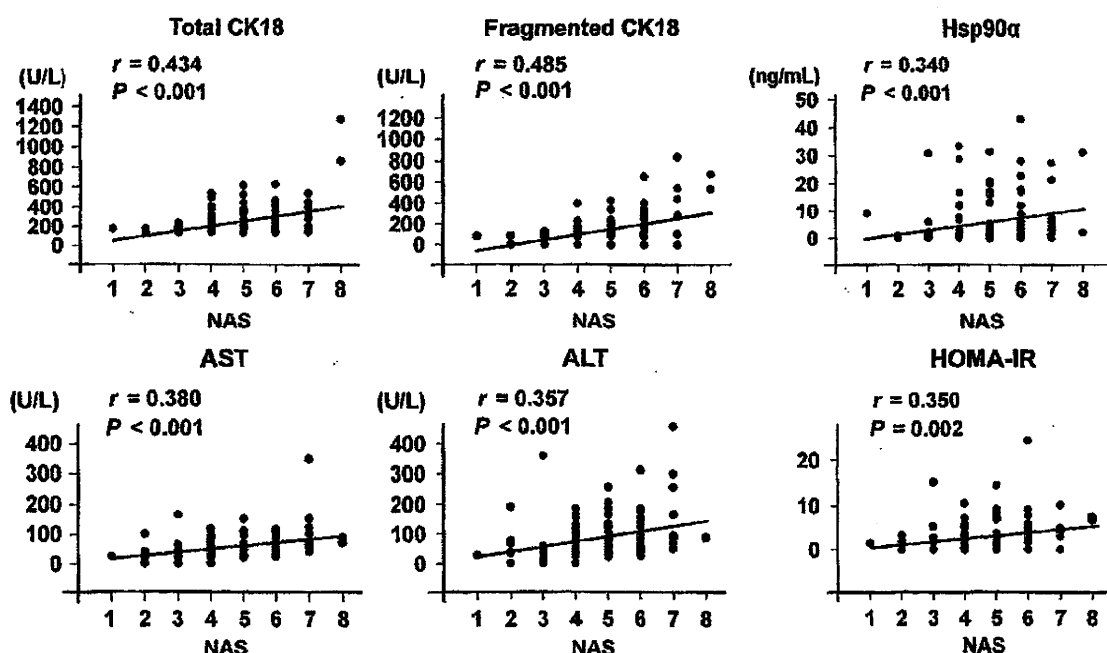 Total CK18
(U/L)
r = 0.434
P < 0.001
1400
1200
1000
800
600
400
200
0
1 2 3 4 5 6 7 8
NAS
Fragmented CK18
(U/L)
r = 0.485
P < 0.001
1200
1000
800
600
400
200
0
1 2 3 4 5 6 7 8
NAS
Hsp90α
(ng/mL)
r = 0.340
P < 0.001
50
40
30
20
10
0
1 2 3 4 5 6 7 8
NAS
AST
(U/L)
r = 0.380
P < 0.001
400
300
200
100
0
1 2 3 4 5 6 7 8
NAS
ALT
(U/L)
r = 0.357
P < 0.001
400
300
200
100
0
1 2 3 4 5 6 7 8
NAS
HOMA-IR
r = 0.350
P = 0.002
20
10
0
1 2 3 4 5 6 7 8
NAS